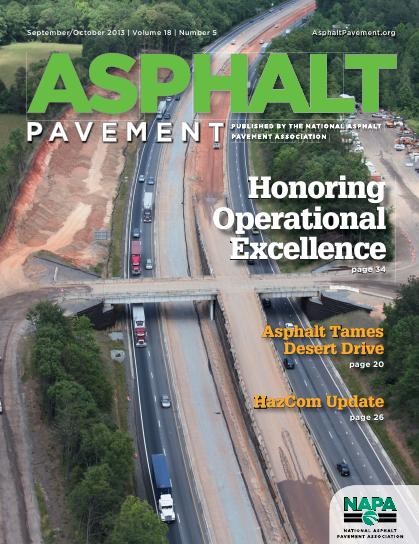 September/October 2013 | Volume 18 | Number 5
AsphaltPavement.org
ASPHALT
PAVEMENT
PUBLISHED BY THE NATIONAL ASPHALT
PAVEMENT ASSOCIATION
Honoring
Operational
Excellence
page 34
Asphalt Tames
Desert Drive
page 20
HazCom Update
page 26
NAPA
NATIONAL ASPHALT
PAVEMENT ASSOCIATION